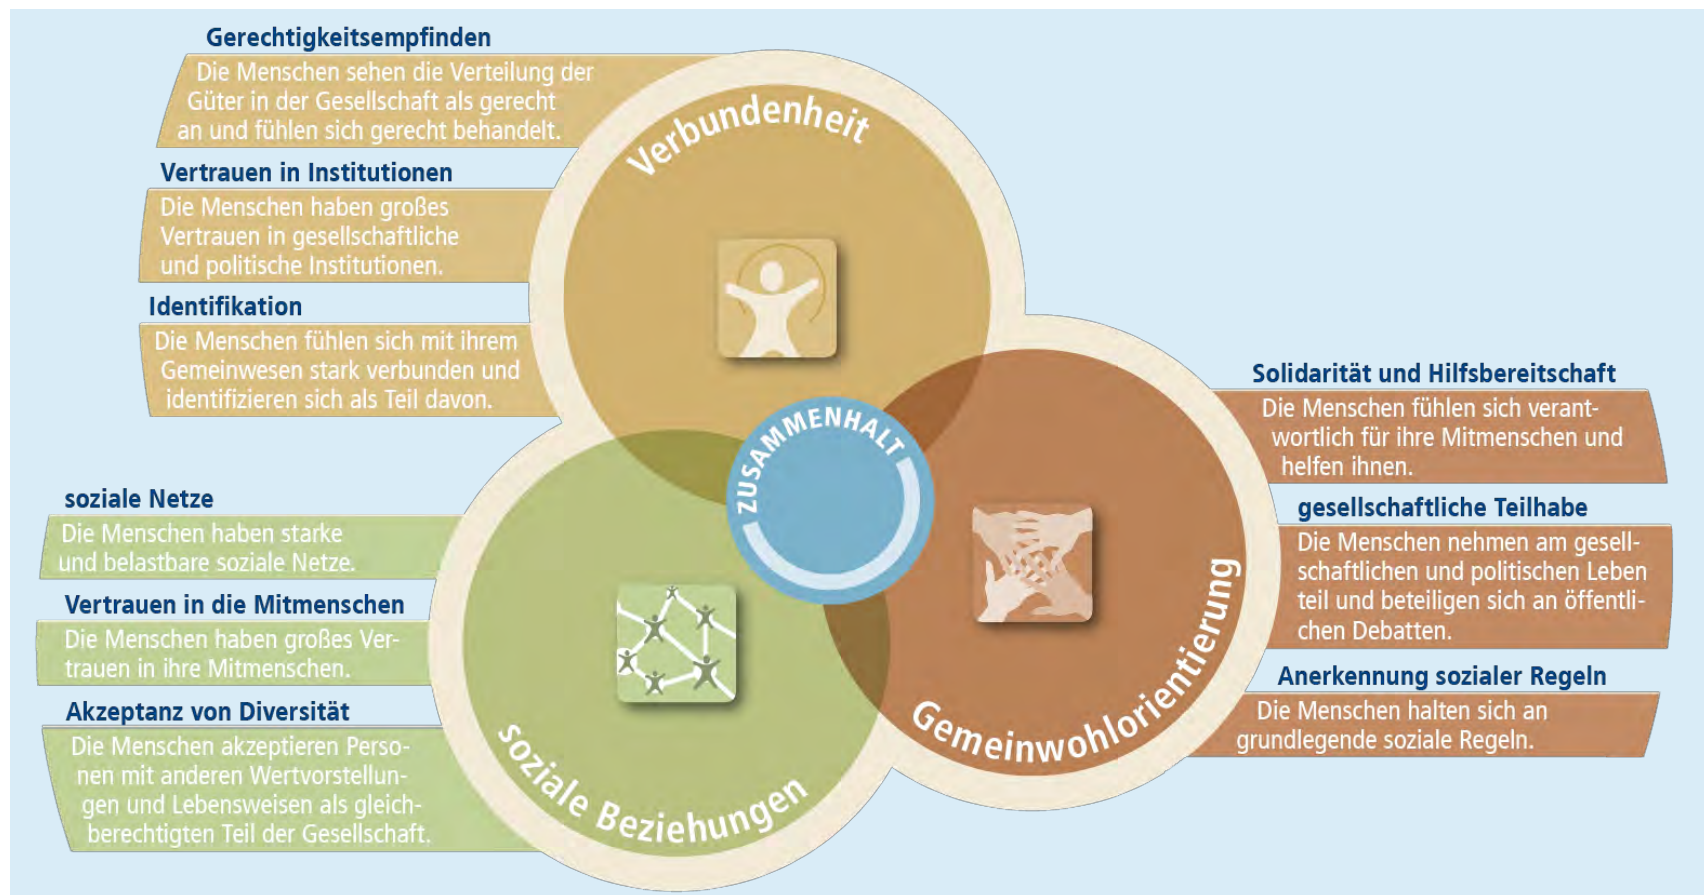 Gerechtigkeitsempfinden
Die Menschen sehen die Verteilung der
Güter in der Gesellschaft als gerecht
an und fühlen sich gerecht behandelt.
Vertrauen in Institutionen
Die Menschen haben großes
Vertrauen in gesellschaftliche
und politische Institutionen.
Identifikation
Die Menschen fühlen sich mit ihrem
Gemeinwesen stark verbunden und
identifizieren sich als Teil davon.
Verbundenheit
ZUSAMMENHALT
soziale Netze
Die Menschen haben starke
und belastbare soziale Netze.
Vertrauen in die Mitmenschen
Die Menschen haben großes Ver-
trauen in ihre Mitmenschen.
Akzeptanz von Diversität
Die Menschen akzeptieren Perso-
nen mit anderen Wertvorstellun-
gen und Lebensweisen als gleich-
berechtigten Teil der Gesellschaft.
soziale Beziehungen
Solidarität und Hilfsbereitschaft
Die Menschen fühlen sich verant-
wortlich für ihre Mitmenschen und
helfen ihnen.
gesellschaftliche Teilhabe
Die Menschen nehmen am gesell-
schaftlichen und politischen Leben
teil und beteiligen sich an öffentli-
chen Debatten.
Anerkennung sozialer Regeln
Die Menschen halten sich an
grundlegende soziale Regeln.
Gemeinwohlorientierung